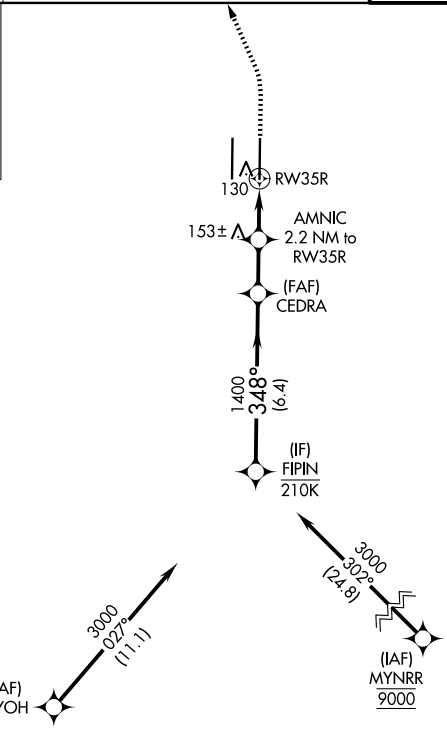 130
RW35R
153±
AMNIC
2.2 NM to
RW35R
(FAF)
CEDRA
1400
348°
(6.4)
(IF)
FIPIN
210K
3000
302°
(24.8)
3000
027°
(11.1)
(IAF)
MYNRR
9000
AF)
YOH